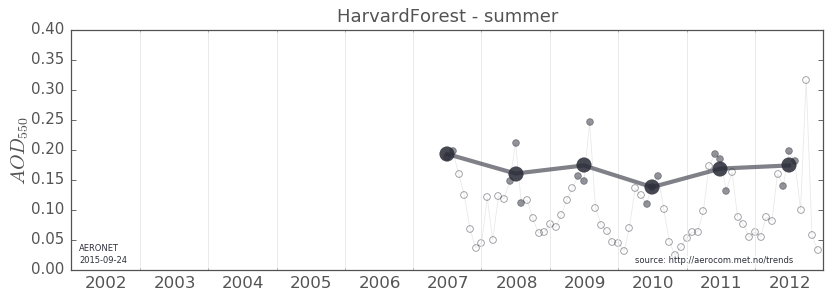 HarvardForest - summer
0.40
0.35
0.30
0.25
0.20
0.15
0.10
0.05
0.00
AOD550
AERONET
2015-09-24
source: http://aerocom.met.no/trends
2002 2003 2004 2005 2006 2007 2008 2009 2010 2011 2012